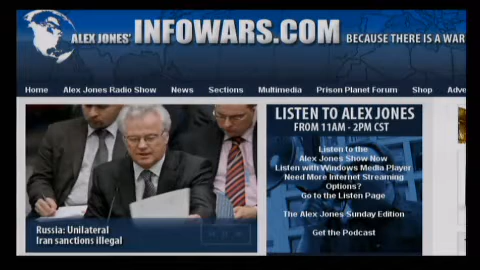 ALEX JONES' INFOWARS.COM BECAUSE THERE IS A WAR
Home Alex Jones Radio Show News Sections Multimedia Prison Planet Forum Shop Adve
LISTEN TO ALEX JONES
FROM 11AM - 2PM CST
Listen to the
Alex Jones Show Now
Listen with Windows Media Player
Need More Internet Streaming
Options?
Go to the Listen Page
The Alex Jones Sunday Edition
Get the Podcast
Russia: Unilateral
Iran sanctions illegal